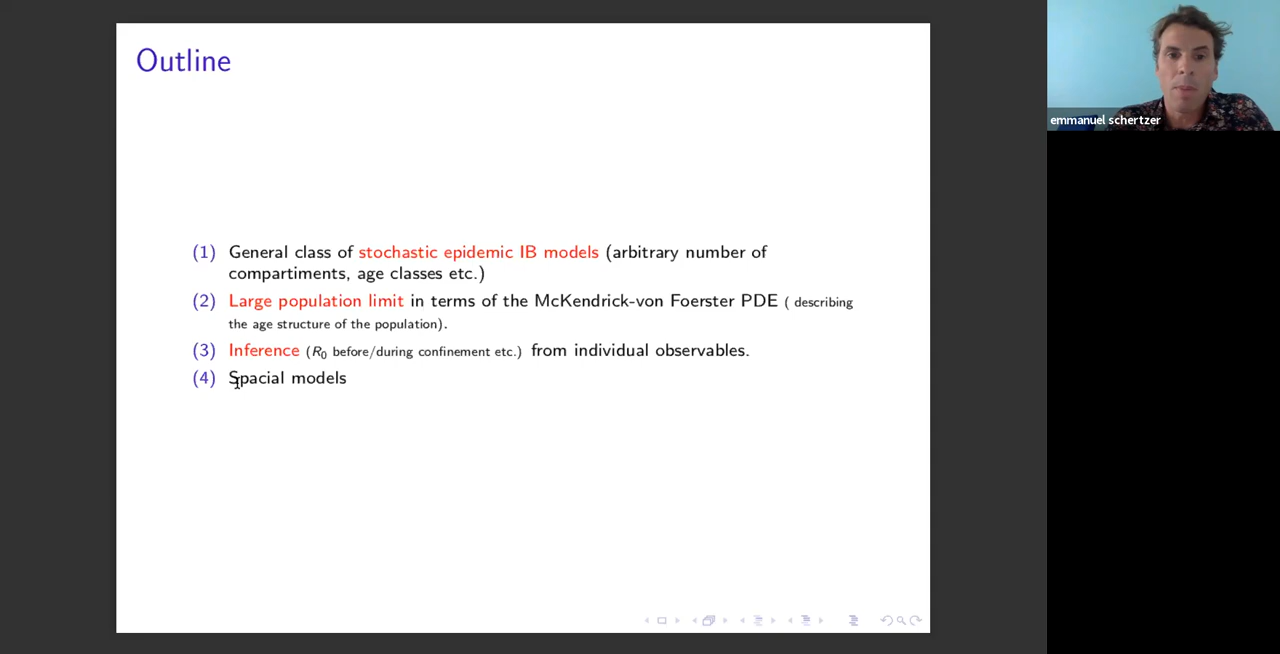 Outline
(1) General class of stochastic epidemic IB models (arbitrary number of
compartiments, age classes etc.)
(2) Large population limit in terms of the McKendrick-von Foerster PDE ( describing
the age structure of the population).
(3) Inference (R0 before/during confinement etc.) from individual observables.
(4) Spacial models
emmanuel schertzer